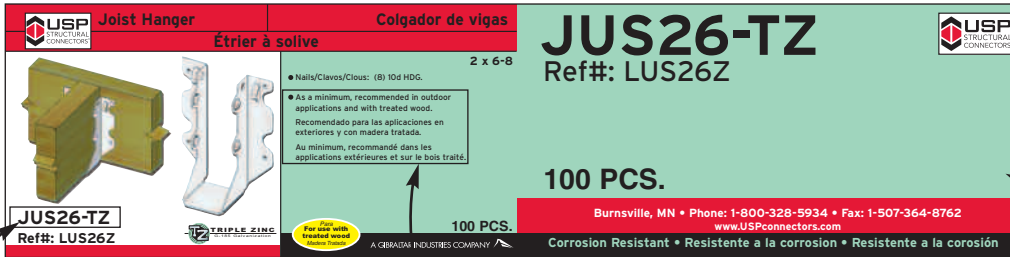 USP
STRUCTURAL
CONNECTORS
Joist Hanger
Colgador de vigas
Étrier à solive
2 x 6-8
● Nails/Clavos/Clous: (8) 10d HDG.
● As a minimum, recommended in outdoor
applications and with treated wood.
Recomendado para las aplicaciones en
exteriores y con madera tratada.
Au minimum, recommandé dans les
applications extérieures et sur le bois traité.
JUS26-TZ
Ref#: LUS26Z
TZ
TRIPLE ZINC
G-185 Galvanization
Para
For use with
treated wood
Madera Tratada
100 PCS.
A GIBRALTAR INDUSTRIES COMPANY
JUS26-TZ
Ref#: LUS26Z
USP
STRUCTURAL
CONNECTORS
100 PCS.
Burnsville, MN • Phone: 1-800-328-5934 • Fax: 1-507-364-8762
www.USPconnectors.com
Corrosion Resistant • Resistente a la corrosion • Resistente a la corosión